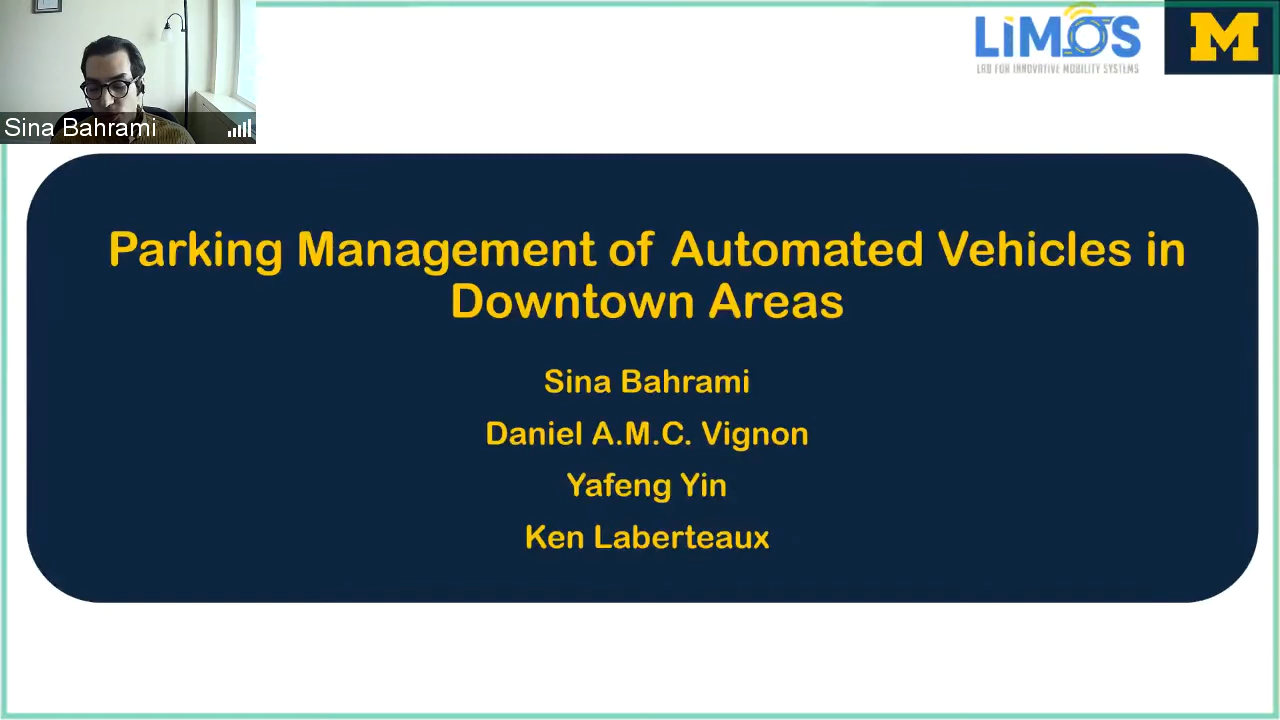 LiMOS
LAB FOR INNOVATIVE MOBILITY SYSTEMS
M
Sina Bahrami
Parking Management of Automated Vehicles in
Downtown Areas
Sina Bahrami
Daniel A.M.C. Vignon
Yafeng Yin
Ken Laberteaux